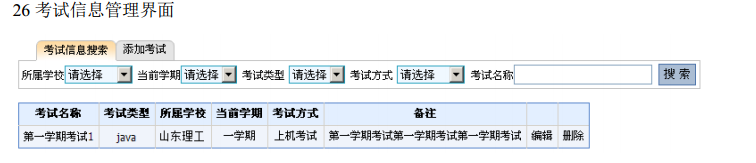 26 考试信息管理界面
考试信息搜索 添加考试
所属学校 请选择 当前学期 请选择 考试类型 请选择 考试方式 请选择 考试名称 搜 索
考试名称 考试类型 所属学校 当前学期 考试方式 备注
第一学期考试1 java 山东理工 一学期 上机考试 第一学期考试第一学期考试第一学期考试 编辑 删除